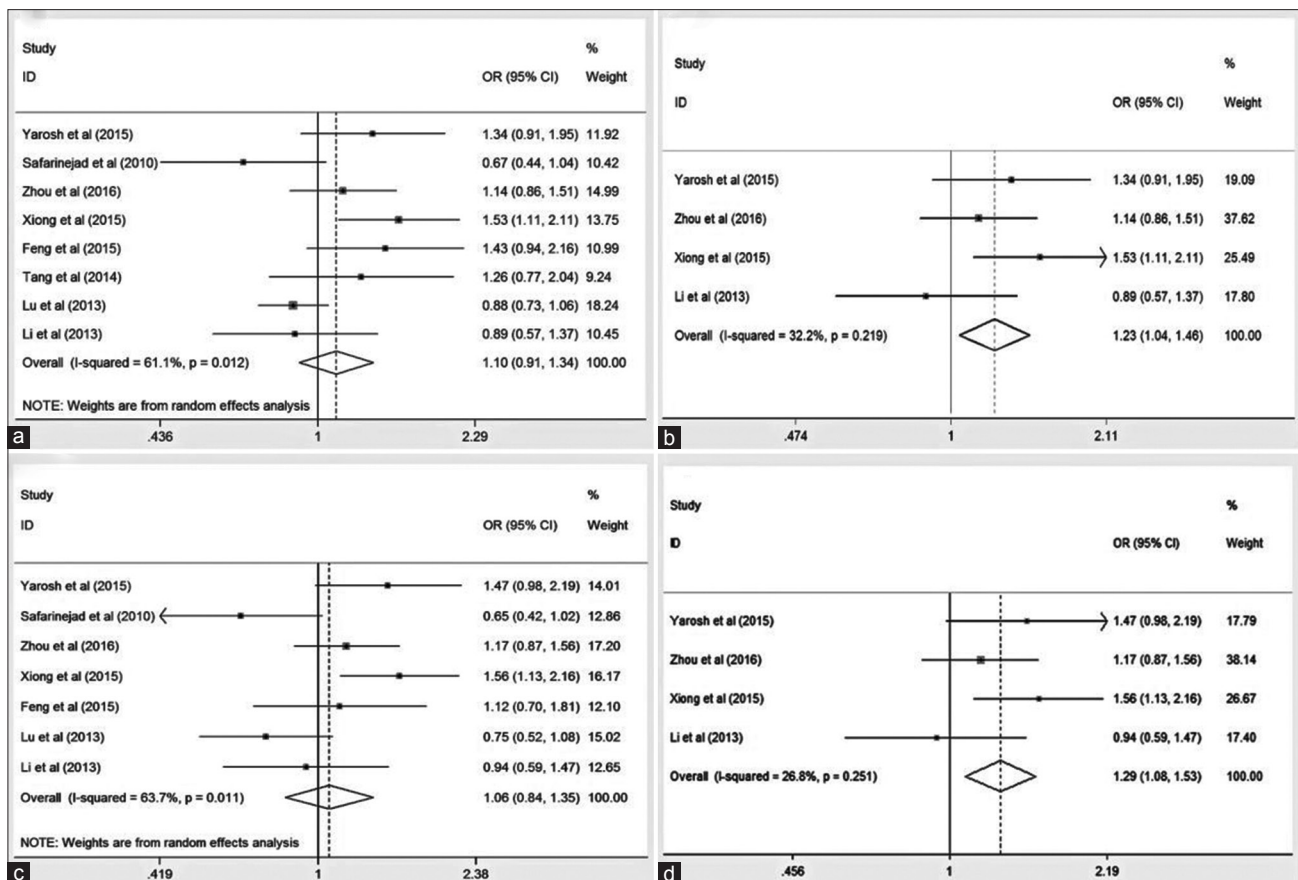 Study %
ID OR (95% CI) Weight
Yarosh et al (2015) 1.34 (0.91, 1.95) 11.92
Safarinejad et al (2010) 0.67 (0.44, 1.04) 10.42
Zhou et al (2016) 1.14 (0.86, 1.51) 14.99
Xiong et al (2015) 1.53 (1.11, 2.11) 13.75
Feng et al (2015) 1.43 (0.94, 2.16) 10.99
Tang et al (2014) 1.26 (0.77, 2.04) 9.24
Lu et al (2013) 0.88 (0.73, 1.06) 18.24
Li et al (2013) 0.89 (0.57, 1.37) 10.45
Overall (I-squared = 61.1%, p = 0.012) 1.10 (0.91, 1.34) 100.00
NOTE: Weights are from random effects analysis
a .436 1 2.29
Study %
ID OR (95% CI) Weight
Yarosh et al (2015) 1.34 (0.91, 1.95) 19.09
Zhou et al (2016) 1.14 (0.86, 1.51) 37.62
Xiong et al (2015) 1.53 (1.11, 2.11) 25.49
Li et al (2013) 0.89 (0.57, 1.37) 17.80
Overall (I-squared = 32.2%, p = 0.219) 1.23 (1.04, 1.46) 100.00
b .474 1 2.11
Study %
ID OR (95% CI) Weight
Yarosh et al (2015) 1.47 (0.98, 2.19) 14.01
Safarinejad et al (2010) 0.65 (0.42, 1.02) 12.86
Zhou et al (2016) 1.17 (0.87, 1.56) 17.20
Xiong et al (2015) 1.56 (1.13, 2.16) 16.17
Feng et al (2015) 1.12 (0.70, 1.81) 12.10
Lu et al (2013) 0.75 (0.52, 1.08) 15.02
Li et al (2013) 0.94 (0.59, 1.47) 12.65
Overall (I-squared = 63.7%, p = 0.011) 1.06 (0.84, 1.35) 100.00
NOTE: Weights are from random effects analysis
c .419 1 2.38
Study %
ID OR (95% CI) Weight
Yarosh et al (2015) 1.47 (0.98, 2.19) 17.79
Zhou et al (2016) 1.17 (0.87, 1.56) 38.14
Xiong et al (2015) 1.56 (1.13, 2.16) 26.67
Li et al (2013) 0.94 (0.59, 1.47) 17.40
Overall (I-squared = 26.8%, p = 0.251) 1.29 (1.08, 1.53) 100.00
d .456 1 2.19